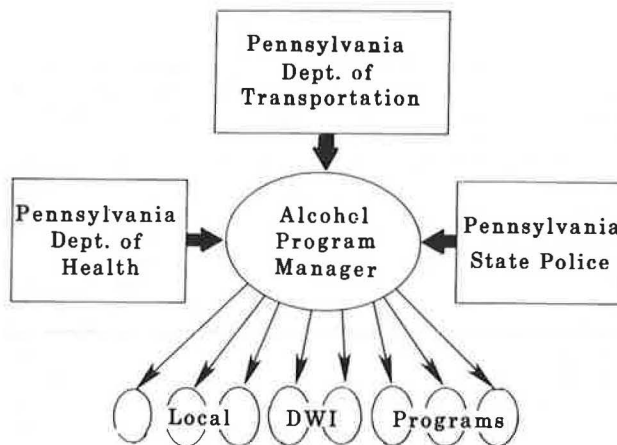 Pennsylvania
Dept. of
Transportation
Pennsylvania
Dept. of
Health
Alcohol
Program
Manager
Pennsylvania
State Police
Local DWI Programs